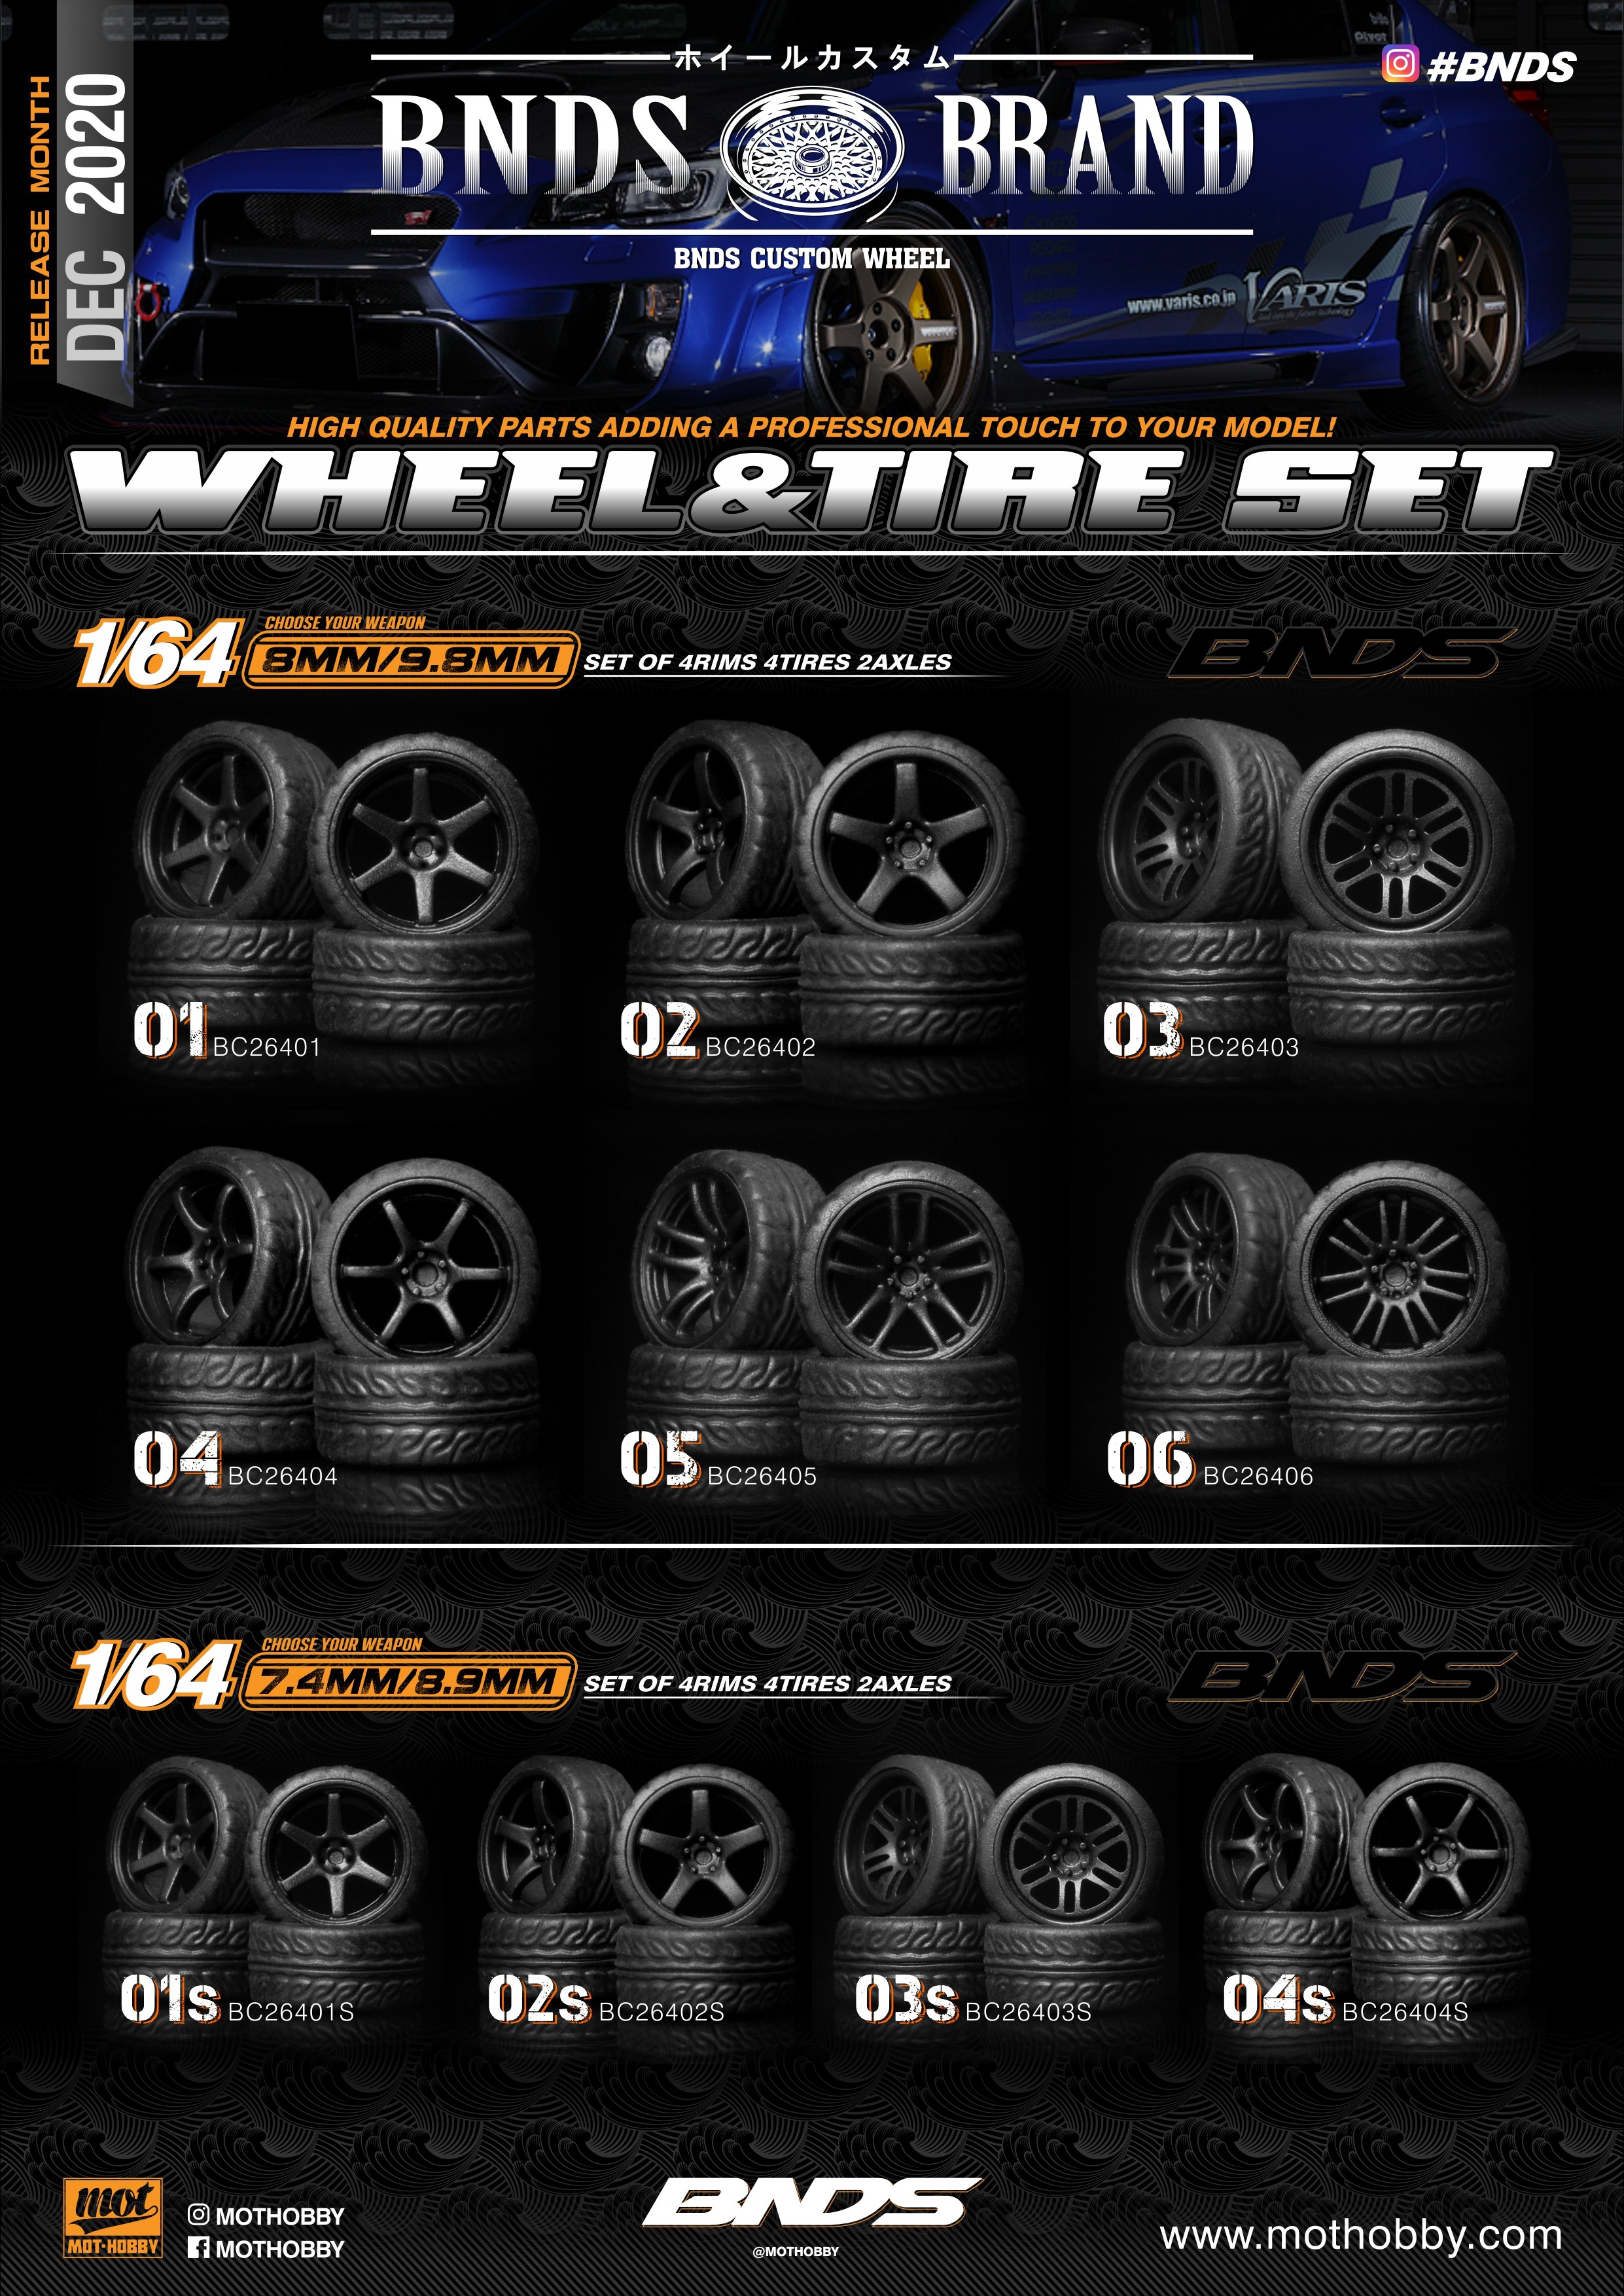 ホイールカスタム
#BNDS
BNDS BRAND
BNDS CUSTOM WHEEL
RELEASE MONTH
DEC 2020
www.varis.co.jp VARIS
HIGH QUALITY PARTS ADDING A PROFESSIONAL TOUCH TO YOUR MODEL!
WHEEL&TIRE SET
1/64
CHOOSE YOUR WEAPON
8MM/9.8MM
SET OF 4RIMS 4TIRES 2AXLES
BNDS
01 BC26401
02 BC26402
03 BC26403
04 BC26404
05 BC26405
06 BC26406
1/64
CHOOSE YOUR WEAPON
7.4MM/8.9MM
SET OF 4RIMS 4TIRES 2AXLES
BNDS
01s BC26401S
02s BC26402S
03s BC26403S
04s BC26404S
mot
MOT-HOBBY
MOTHOBBY
MOTHOBBY
BNDS
@MOTHOBBY
www.mothobby.com